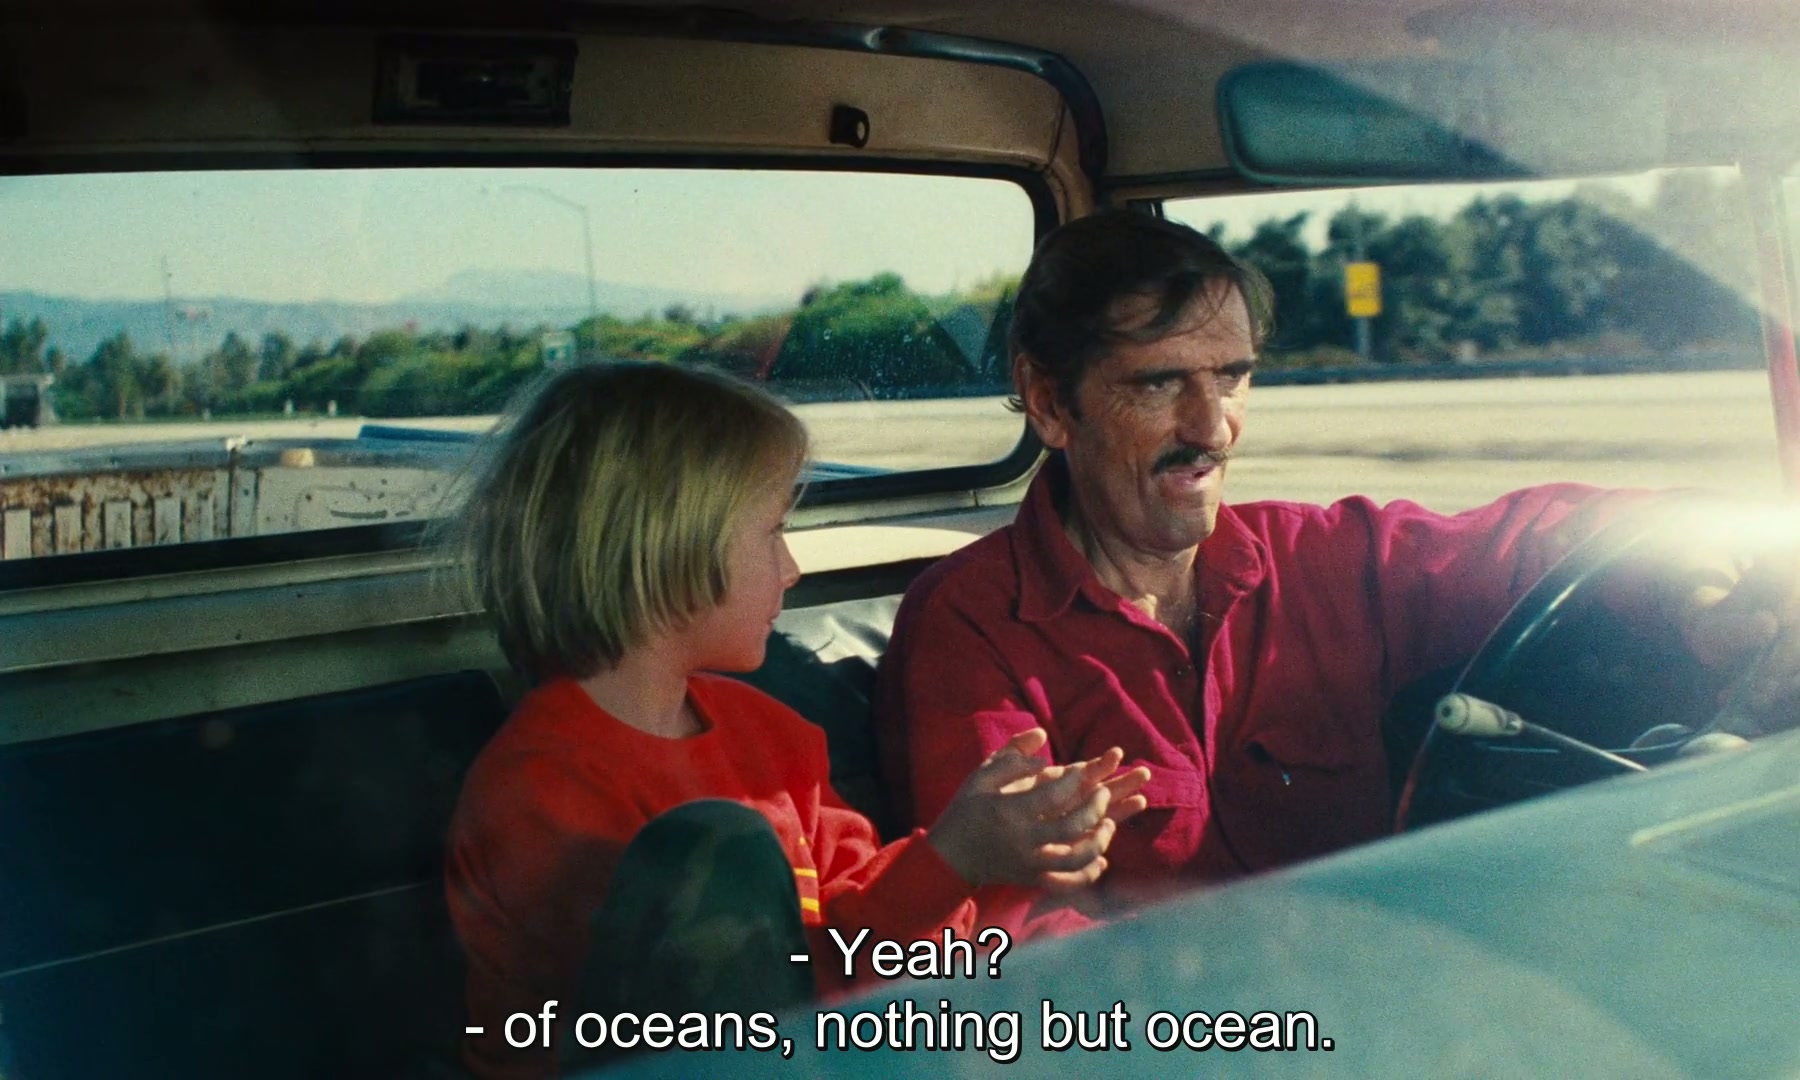 - Yeah?
- of oceans, nothing but ocean.